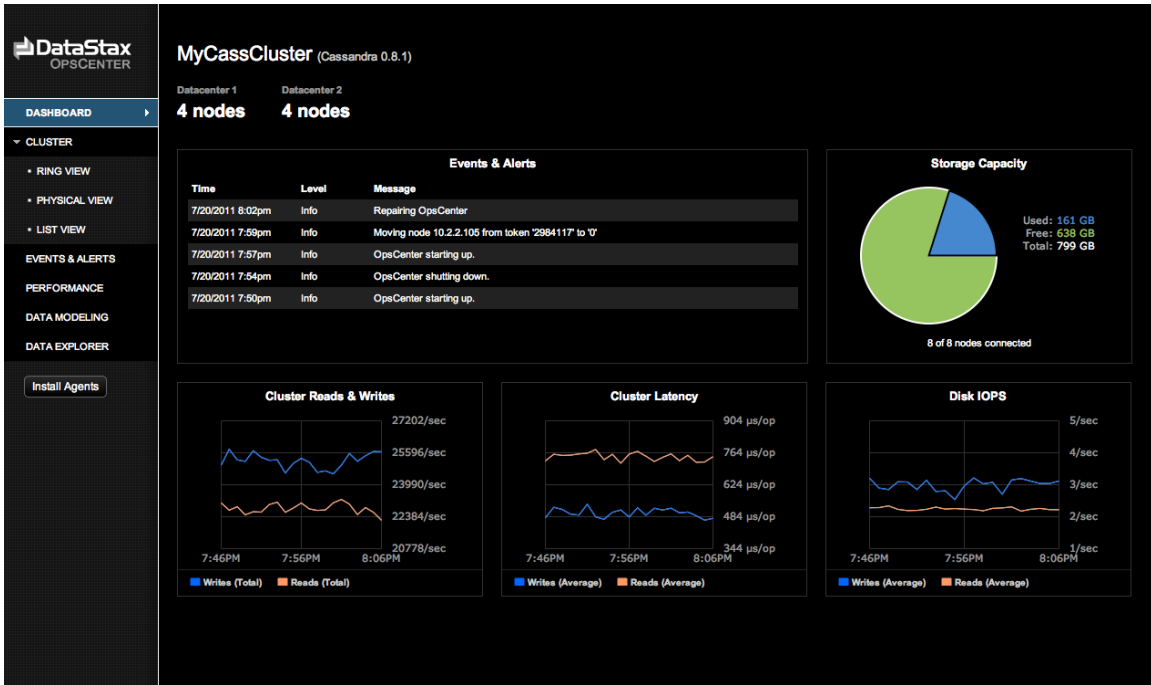 DataStax
OPSCENTER
DASHBOARD
CLUSTER
RING VIEW
PHYSICAL VIEW
LIST VIEW
EVENTS & ALERTS
PERFORMANCE
DATA MODELING
DATA EXPLORER
Install Agents
MyCassCluster (Cassandra 0.8.1)
Datacenter 1 Datacenter 2
4 nodes 4 nodes
Events & Alerts
Time Level Message
7/20/2011 8:02pm Info Repairing OpsCenter
7/20/2011 7:59pm Info Moving node 10.2.2.105 from token '2984117' to '0'
7/20/2011 7:57pm Info OpsCenter starting up.
7/20/2011 7:54pm Info OpsCenter shutting down.
7/20/2011 7:50pm Info OpsCenter starting up.
Storage Capacity
Used: 161 GB
Free: 638 GB
Total: 799 GB
8 of 8 nodes connected
Cluster Reads & Writes
27202/sec
25596/sec
23990/sec
22384/sec
20778/sec
7:46PM 7:56PM 8:06PM
Writes (Total) Reads (Total)
Cluster Latency
904 µs/op
764 µs/op
624 µs/op
484 µs/op
344 µs/op
7:46PM 7:56PM 8:06PM
Writes (Average) Reads (Average)
Disk IOPS
5/sec
4/sec
3/sec
2/sec
1/sec
7:46PM 7:56PM 8:06PM
Writes (Average) Reads (Average)